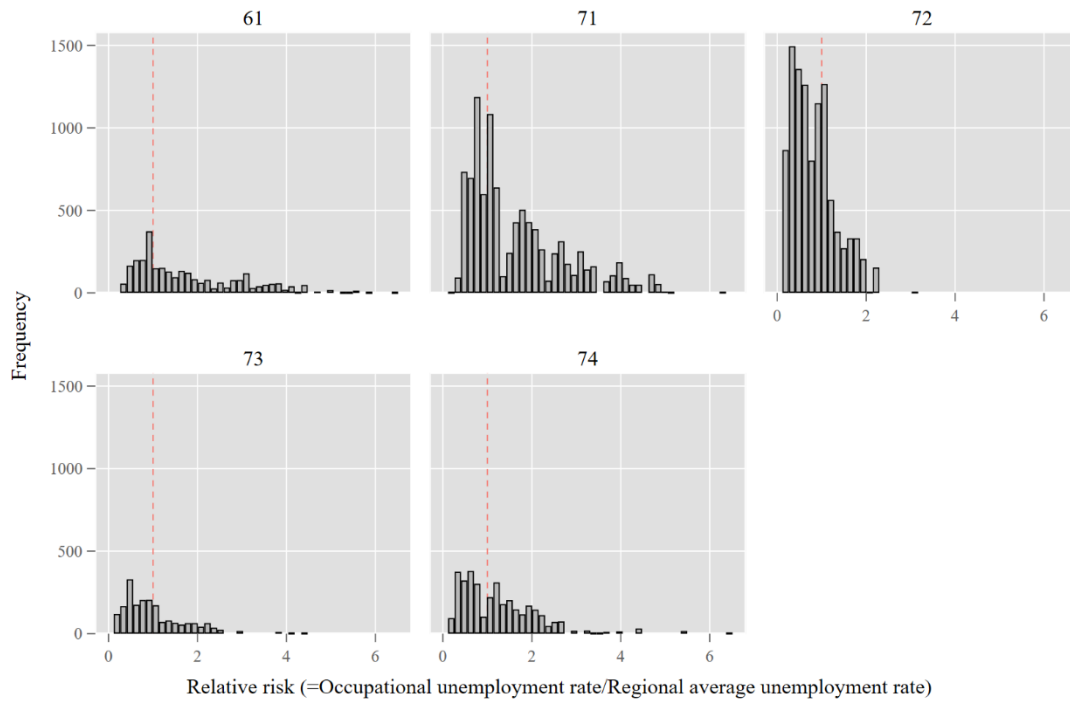 61 71 72
1500
1000
500
0
0 2 4 6
73 74
1500
1000
500
0
0 2 4 6 0 2 4 6
Frequency
Relative risk (=Occupational unemployment rate/Regional average unemployment rate)